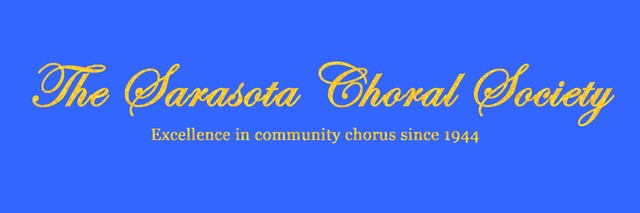 The Sarasota Choral Society
Excellence in community chorus since 1944